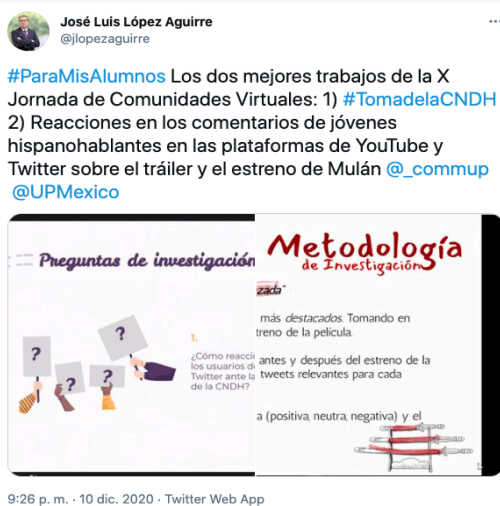 José Luis López Aguirre
@jlopezaguirre
#ParaMisAlumnos Los dos mejores trabajos de la X
Jornada de Comunidades Virtuales: 1) #TomadelaCNDH
2) Reacciones en los comentarios de jóvenes
hispanohablantes en las plataformas de YouTube y
Twitter sobre el tráiler y el estreno de Mulán @_commup
@UPMexico
Preguntas de investigación
?
?
?
?
1.
¿Cómo reacci
los usuarios d
Twitter ante la
de la CNDH?
Metodología
de Investigación
zada"
más destacados. Tomando en
treno de la película.
antes y después del estreno de la
tweets relevantes para cada
a (positiva, neutra, negativa) y el
9:26 p. m. · 10 dic. 2020 · Twitter Web App